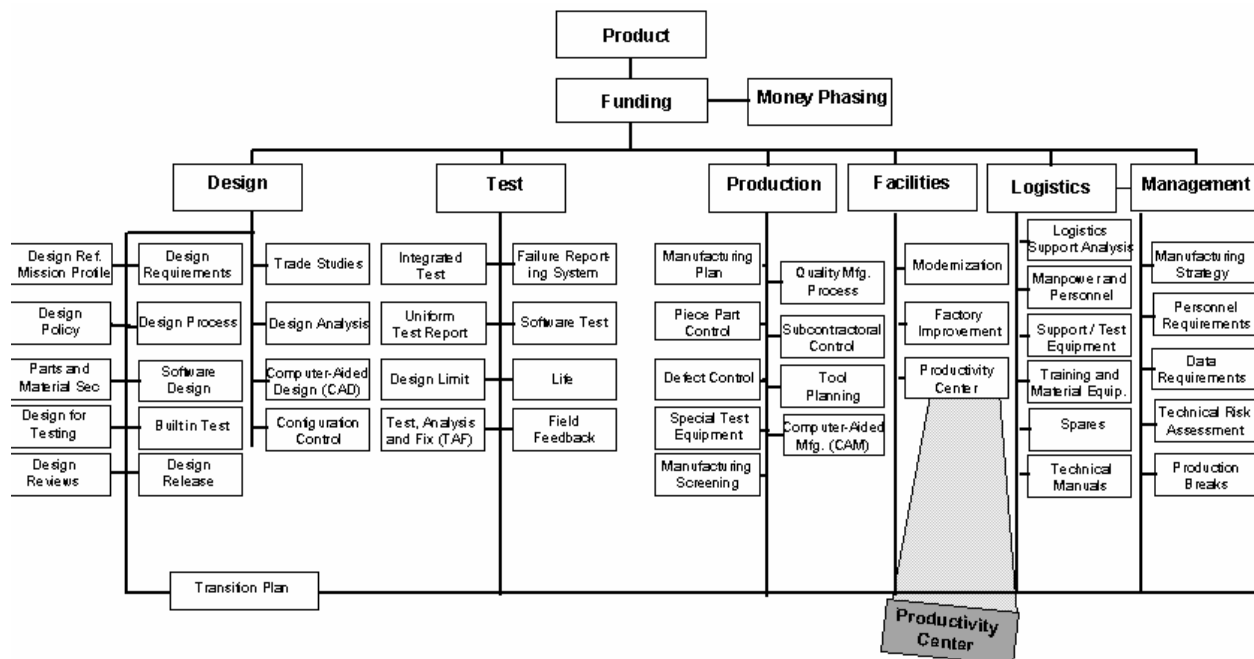 Product
Funding
Money Phasing
Design
Test
Production
Facilities
Logistics
Management
Design Ref.
Mission Profile
Design
Policy
Parts and
Material Sec
Design for
Testing
Design
Reviews
Design
Requirements
Design Process
Software
Design
Built in Test
Design
Release
Trade Studies
Design Analysis
Computer-Aided
Design (CAD)
Configuration
Control
Integrated
Test
Uniform
Test Report
Design Limit
Test, Analysis
and Fix (TAF)
Failure Report-
ing System
Software Test
Life
Field
Feedback
Manufacturing
Plan
Piece Part
Control
Defect Control
Special Test
Equipment
Manufacturing
Screening
Quality Mfg.
Process
Subcontractoral
Control
Tool
Planning
Computer-Aided
Mfg. (CAM)
Modernization
Factory
Improvement
Productivity
Center
Logistics
Support Analysis
Manpower and
Personnel
Support / Test
Equipment
Training and
Material Equip.
Spares
Technical
Manuals
Manufacturing
Strategy
Personnel
Requirements
Data
Requirements
Technical Risk
Assessment
Production
Breaks
Transition Plan
Productivity
Center